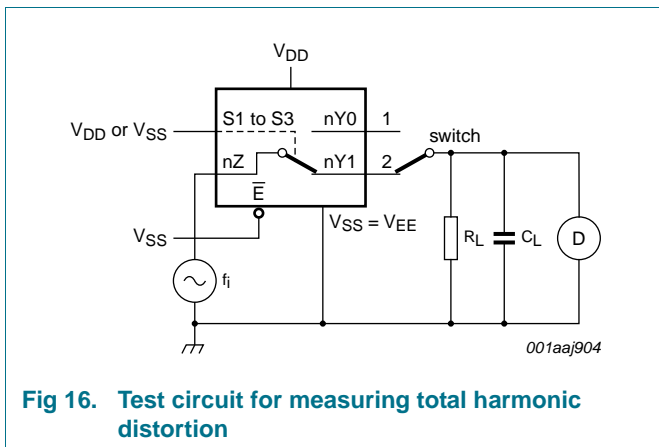 VDD
S1 to S3
nY0
1
VDD or VSS
switch
nZ
nY1
2
E̅
VSS = VEE
VSS
RL
CL
D
fi
001aaj904
Fig 16. Test circuit for measuring total harmonic
distortion